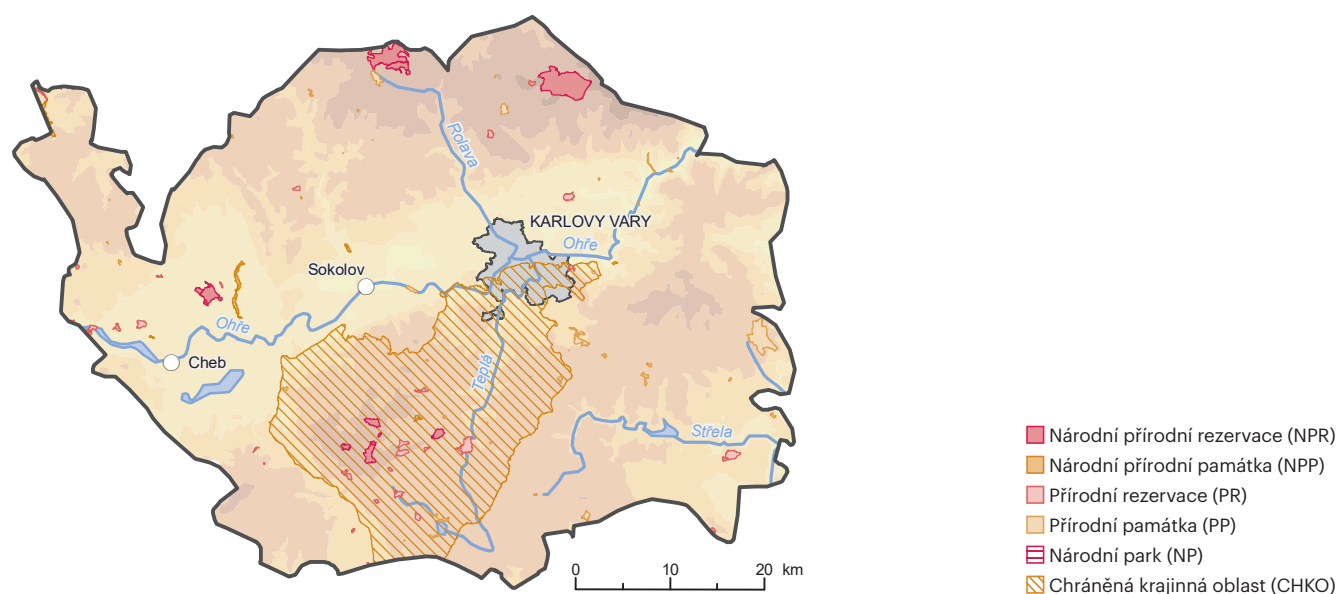 Rolava
KARLOVY VARY
Ohře
Sokolov
Ohře
Cheb
Teplá
Střela
0 10 20 km
Národní přírodní rezervace (NPR)
Národní přírodní památka (NPP)
Přírodní rezervace (PR)
Přírodní památka (PP)
Národní park (NP)
Chráněná krajinná oblast (CHKO)